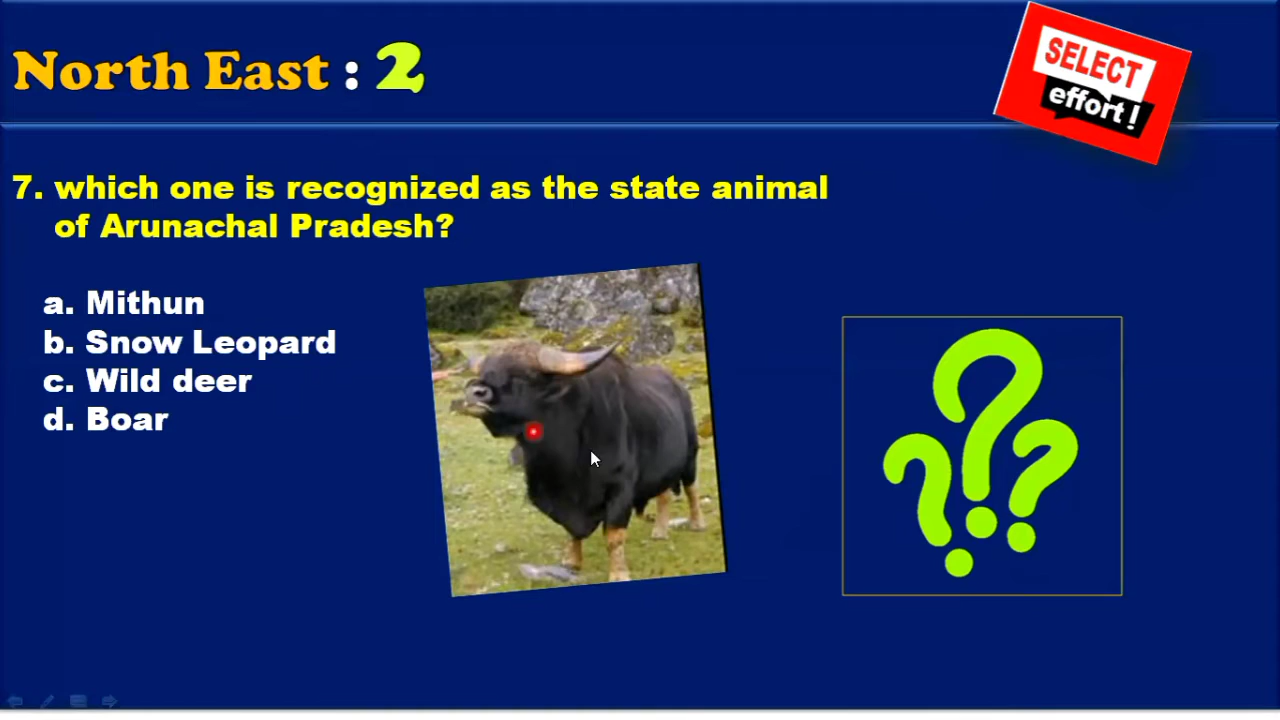 North East : 2
SELECT
effort !
7. which one is recognized as the state animal
of Arunachal Pradesh?
a. Mithun
b. Snow Leopard
c. Wild deer
d. Boar
???